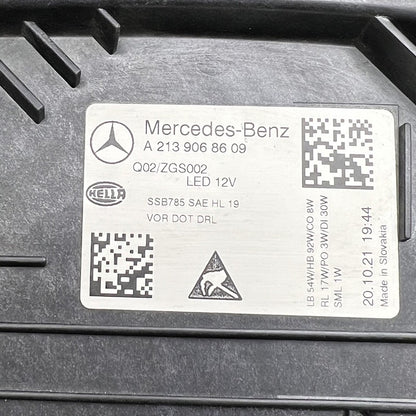 Mercedes-Benz
A 213 906 86 09
Q02/ZGS002
LED 12V
HELLA
SSB785 SAE HL 19
VOR DOT DRL
LB 54W/HB 92W/CO 8W
RL 17W/PO 3W/DI 30W
SML 1W
20.10.21 19:44
Made in Slovakia